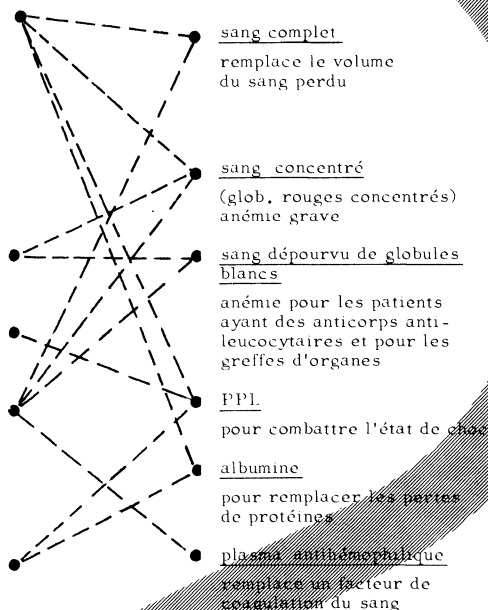 sang complet
remplace le volume
du sang perdu
sang concentré
(glob. rouges concentrés)
anémie grave
sang dépourvu de globules
blancs
anémie pour les patients
ayant des anticorps anti-
leucocytaires et pour les
greffes d'organes
PPL
pour combattre l'état de choc
albumine
pour remplacer les pertes
de protéines
plasma antihémophilique
remplace un facteur de
coagulation du sang